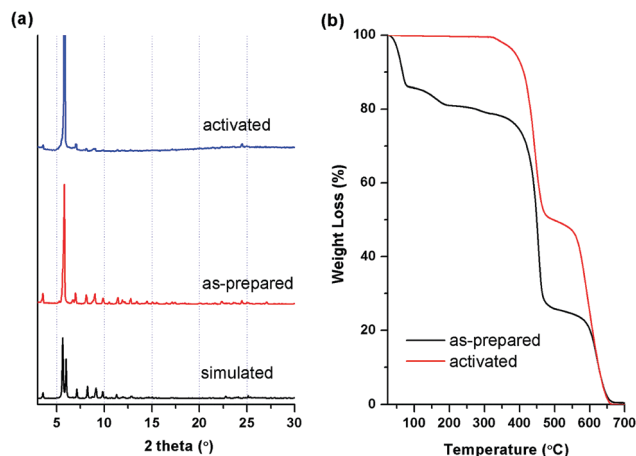 (a)
activated
as-prepared
simulated
5 10 15 20 25 30
2 theta (°)
(b)
100
80
60
40
20
0
Weight Loss (%)
as-prepared
activated
100 200 300 400 500 600 700
Temperature (°C)